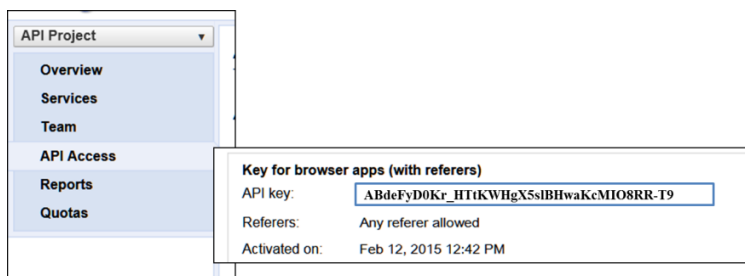 API Project
Overview
Services
Team
API Access
Reports
Quotas
Key for browser apps (with referers)
API key: ABdeFyD0Kr_HTtKWHgX5slBHwaKcMIO8RR-T9
Referers: Any referer allowed
Activated on: Feb 12, 2015 12:42 PM